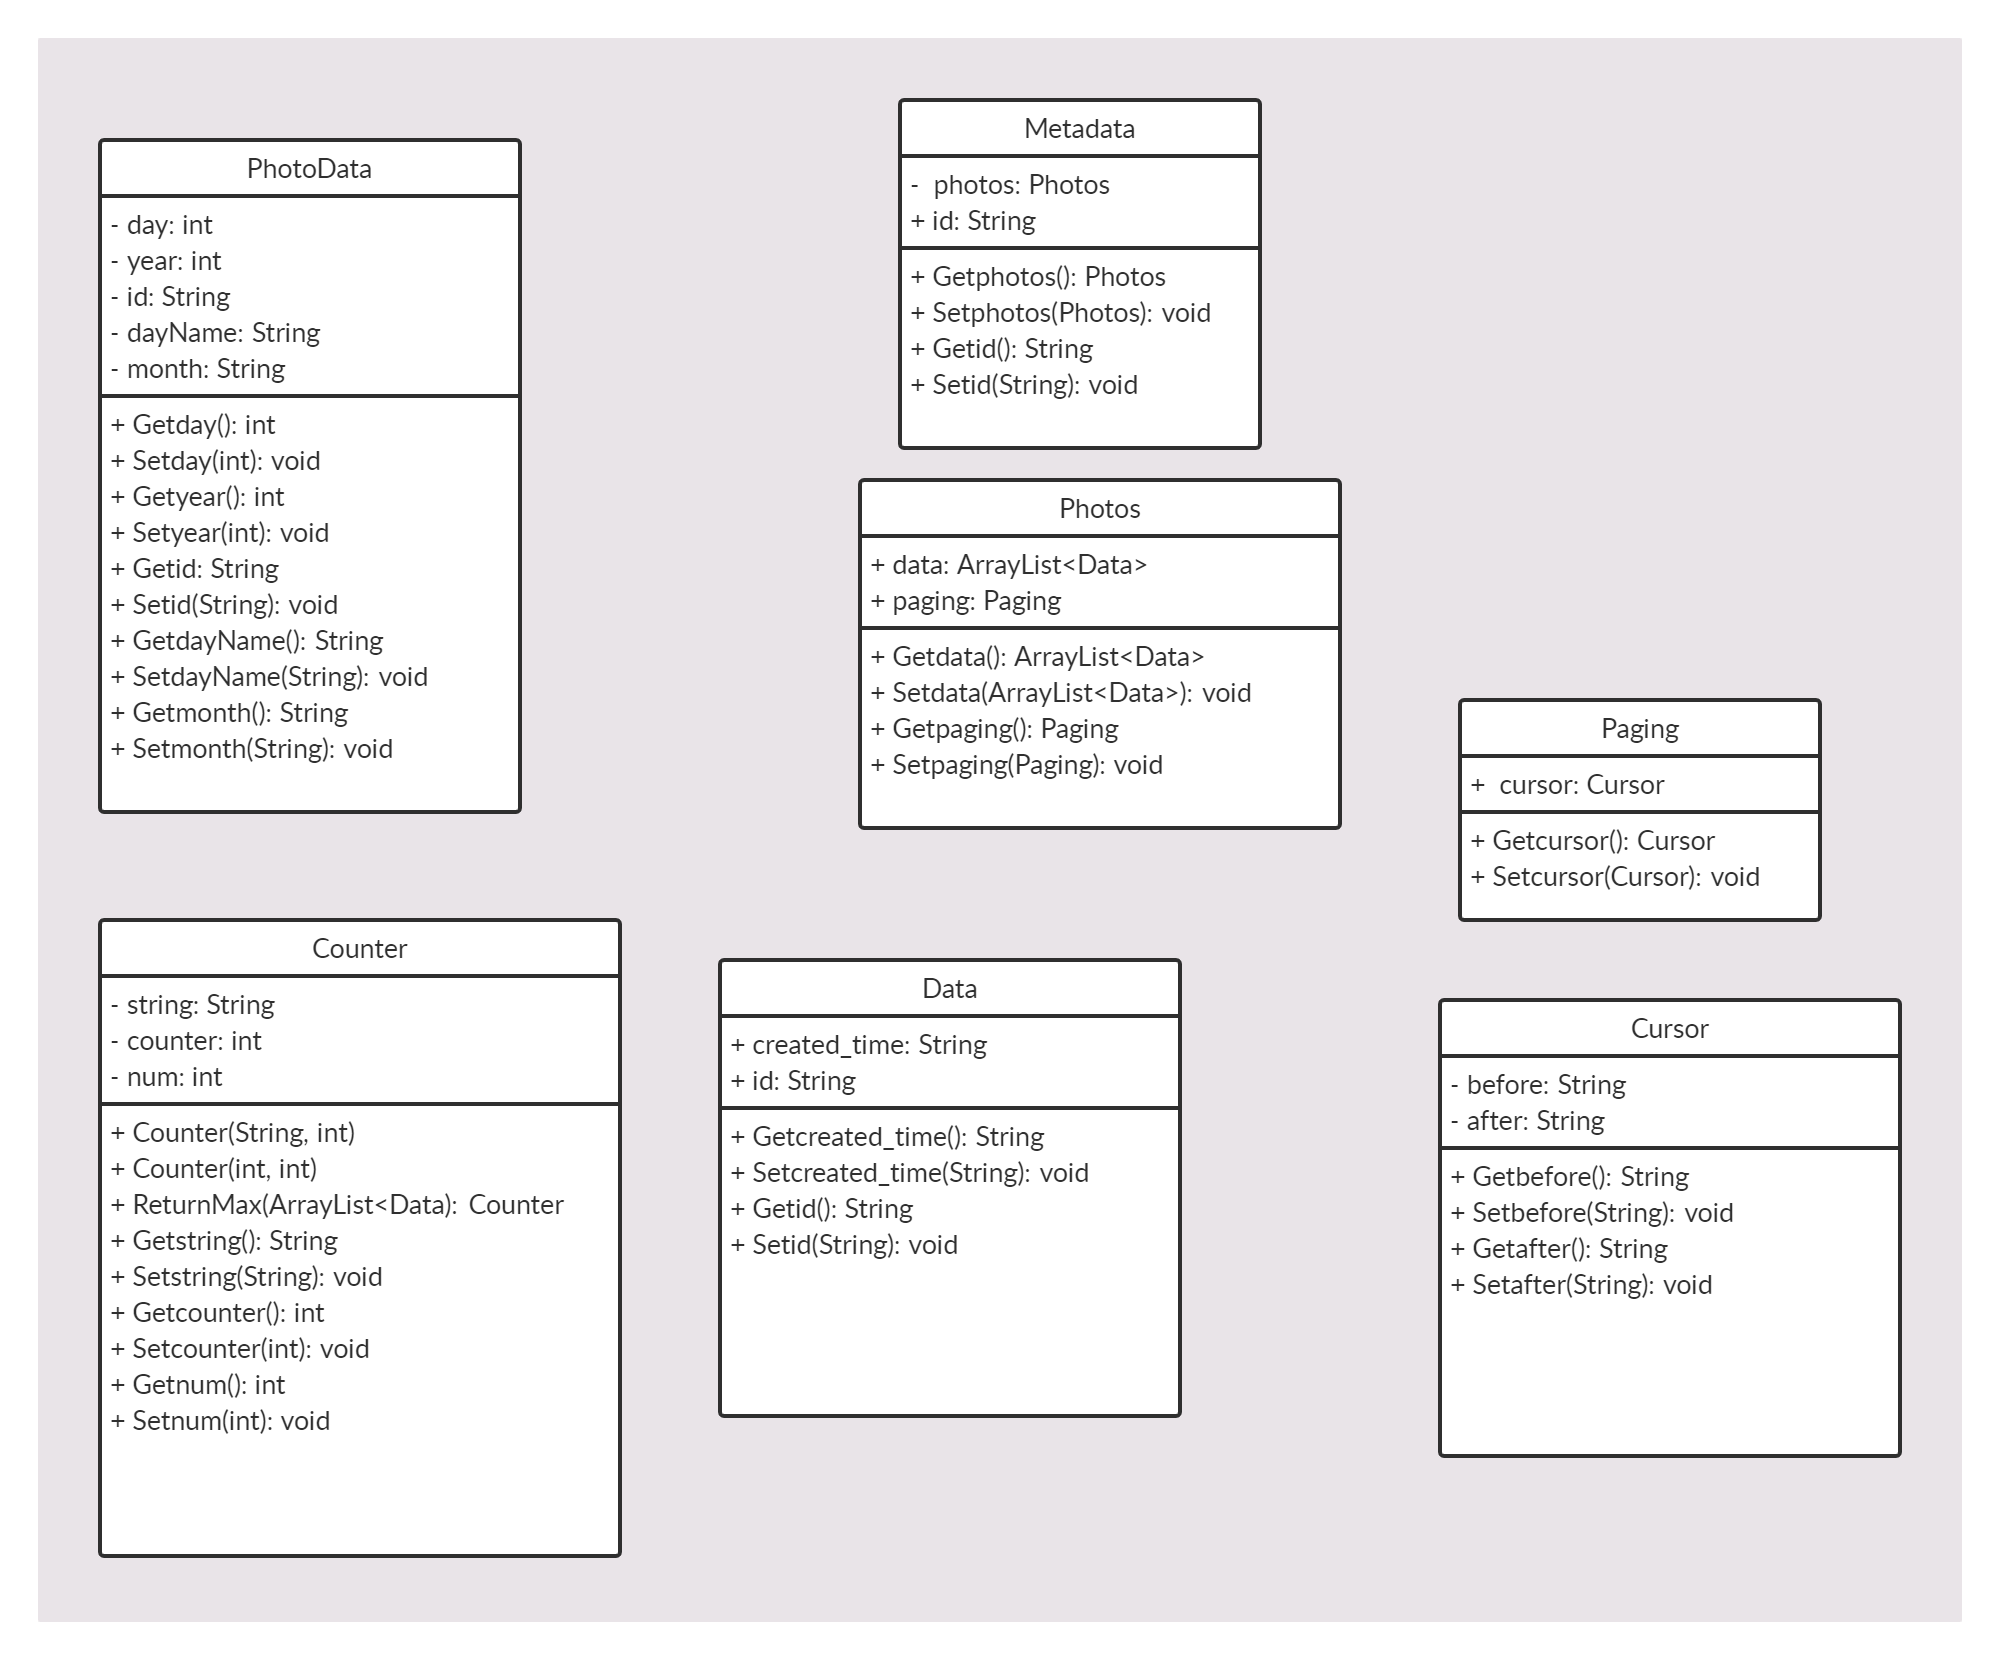 PhotoData
- day: int
- year: int
- id: String
- dayName: String
- month: String
+ Getday(): int
+ Setday(int): void
+ Getyear(): int
+ Setyear(int): void
+ Getid: String
+ Setid(String): void
+ GetdayName(): String
+ SetdayName(String): void
+ Getmonth(): String
+ Setmonth(String): void
Metadata
- photos: Photos
+ id: String
+ Getphotos(): Photos
+ Setphotos(Photos): void
+ Getid(): String
+ Setid(String): void
Photos
+ data: ArrayList<Data>
+ paging: Paging
+ Getdata(): ArrayList<Data>
+ Setdata(ArrayList<Data>): void
+ Getpaging(): Paging
+ Setpaging(Paging): void
Paging
+ cursor: Cursor
+ Getcursor(): Cursor
+ Setcursor(Cursor): void
Counter
- string: String
- counter: int
- num: int
+ Counter(String, int)
+ Counter(int, int)
+ ReturnMax(ArrayList<Data): Counter
+ Getstring(): String
+ Setstring(String): void
+ Getcounter(): int
+ Setcounter(int): void
+ Getnum(): int
+ Setnum(int): void
Data
+ created_time: String
+ id: String
+ Getcreated_time(): String
+ Setcreated_time(String): void
+ Getid(): String
+ Setid(String): void
Cursor
- before: String
- after: String
+ Getbefore(): String
+ Setbefore(String): void
+ Getafter(): String
+ Setafter(String): void